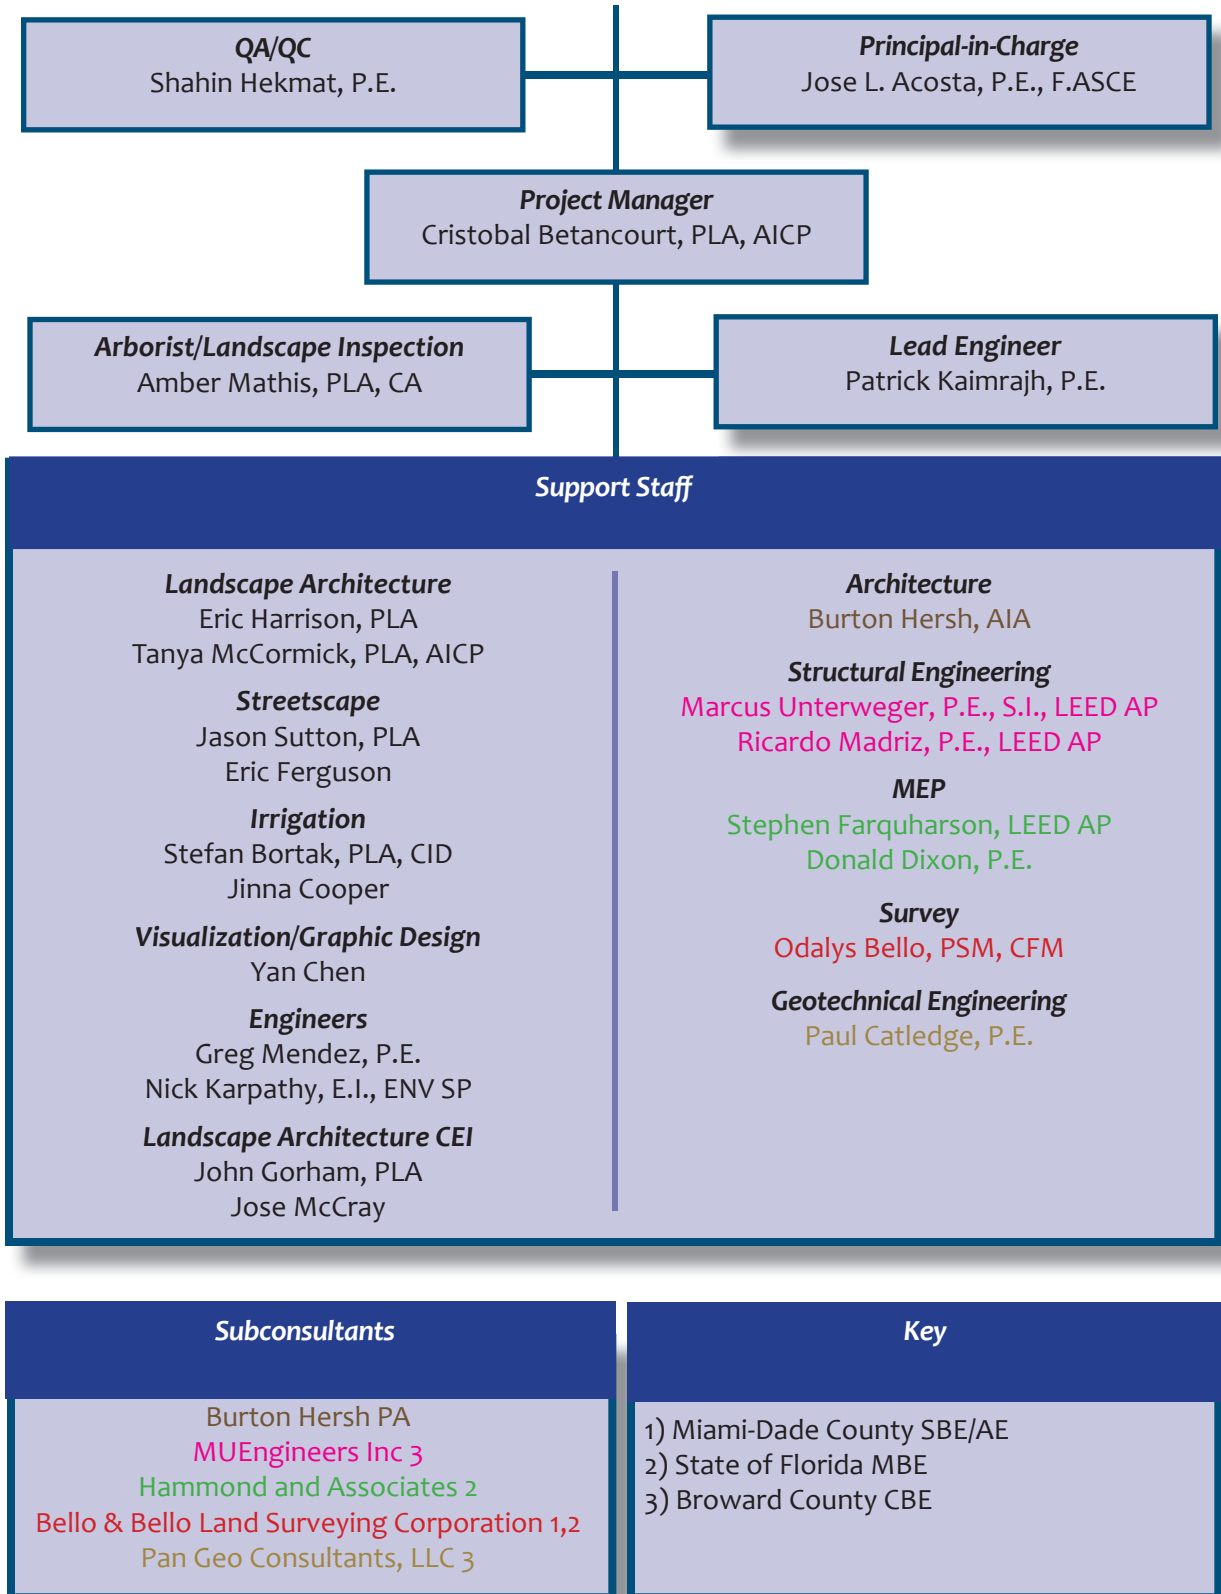 QA/QC
Shahin Hekmat, P.E.
Principal-in-Charge
Jose L. Acosta, P.E., F.ASCE
Project Manager
Cristobal Betancourt, PLA, AICP
Arborist/Landscape Inspection
Amber Mathis, PLA, CA
Lead Engineer
Patrick Kaimrajh, P.E.
Support Staff
Landscape Architecture
Eric Harrison, PLA
Tanya McCormick, PLA, AICP
Streetscape
Jason Sutton, PLA
Eric Ferguson
Irrigation
Stefan Bortak, PLA, CID
Jinna Cooper
Visualization/Graphic Design
Yan Chen
Engineers
Greg Mendez, P.E.
Nick Karpathy, E.I., ENV SP
Landscape Architecture CEI
John Gorham, PLA
Jose McCray
Architecture
Burton Hersh, AIA
Structural Engineering
Marcus Unterweger, P.E., S.I., LEED AP
Ricardo Madriz, P.E., LEED AP
MEP
Stephen Farquharson, LEED AP
Donald Dixon, P.E.
Survey
Odalys Bello, PSM, CFM
Geotechnical Engineering
Paul Catledge, P.E.
Subconsultants
Burton Hersh PA
MUEngineers Inc 3
Hammond and Associates 2
Bello & Bello Land Surveying Corporation 1,2
Pan Geo Consultants, LLC 3
Key
1) Miami-Dade County SBE/AE
2) State of Florida MBE
3) Broward County CBE